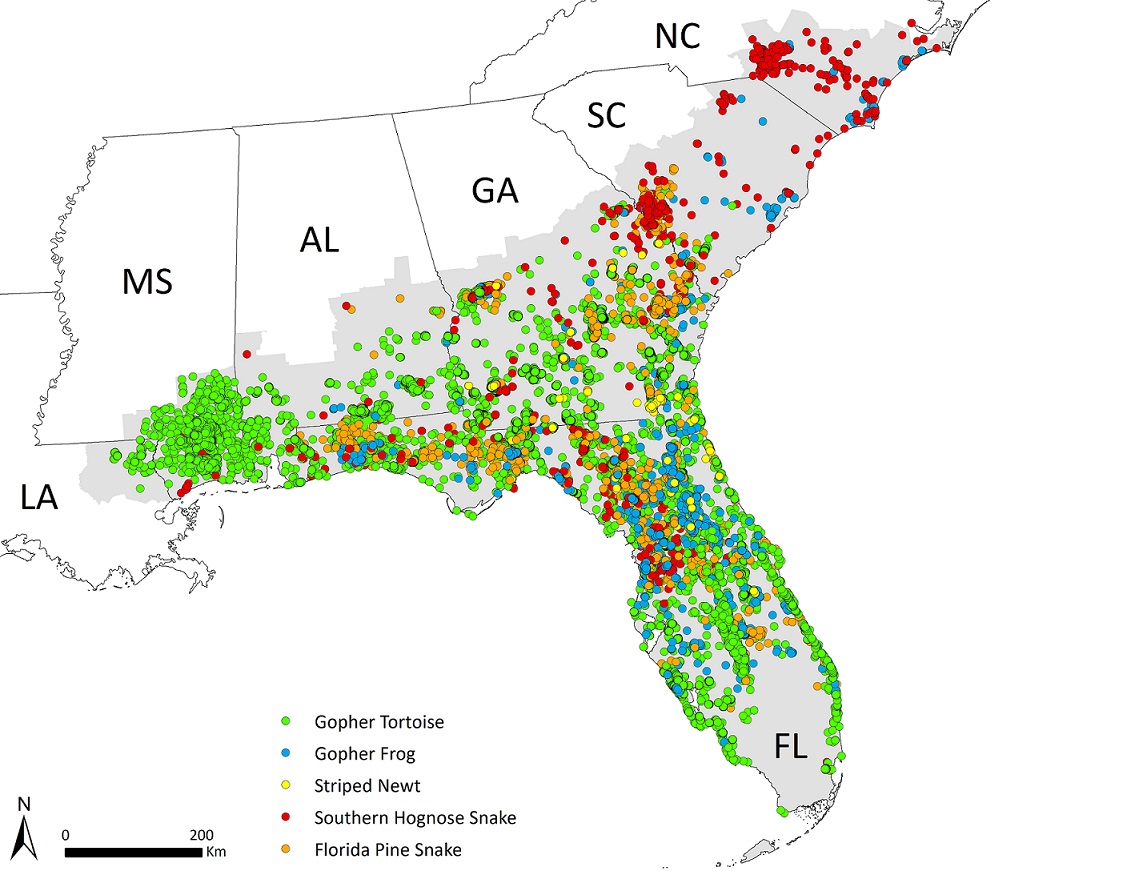 NC
SC
GA
AL
MS
LA
FL
Gopher Tortoise
Gopher Frog
Striped Newt
Southern Hognose Snake
Florida Pine Snake
N
0 200
Km